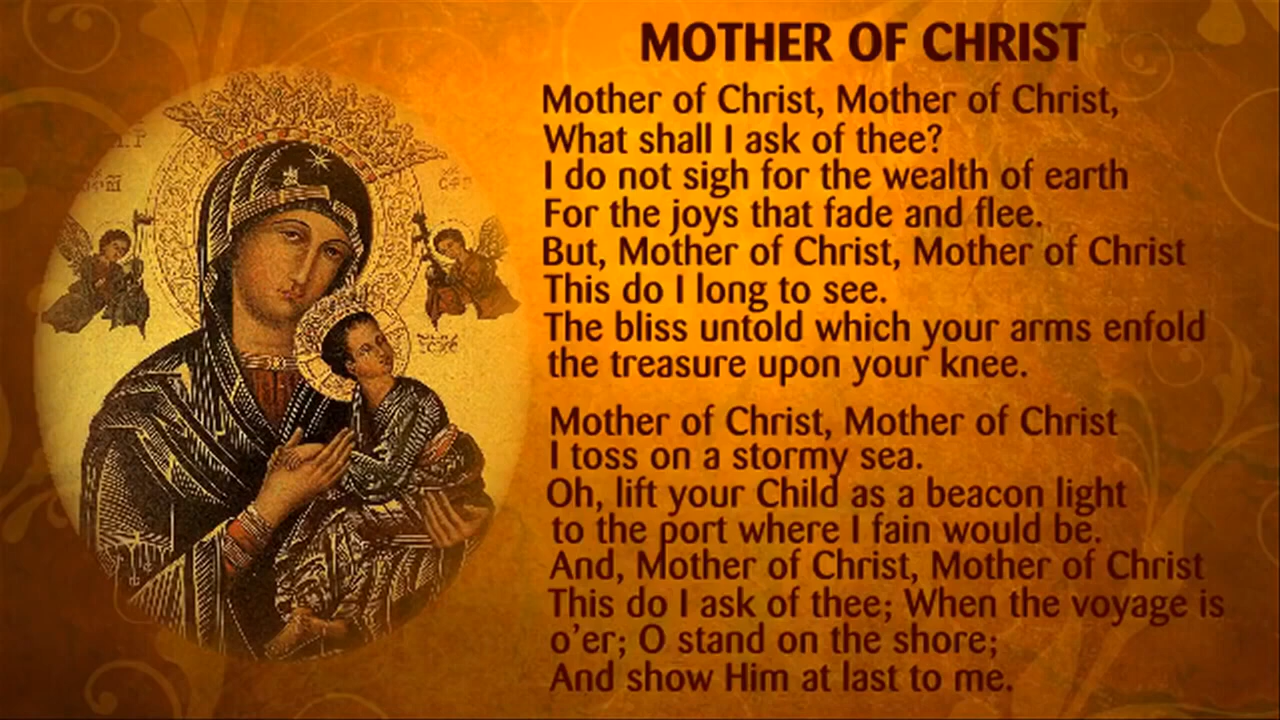 MOTHER OF CHRIST
Mother of Christ, Mother of Christ,
What shall I ask of thee?
I do not sigh for the wealth of earth
For the joys that fade and flee.
But, Mother of Christ, Mother of Christ
This do I long to see.
The bliss untold which your arms enfold
the treasure upon your knee.
Mother of Christ, Mother of Christ
I toss on a stormy sea.
Oh, lift your Child as a beacon light
to the port where I fain would be.
And, Mother of Christ, Mother of Christ
This do I ask of thee; When the voyage is
o'er; O stand on the shore;
And show Him at last to me.